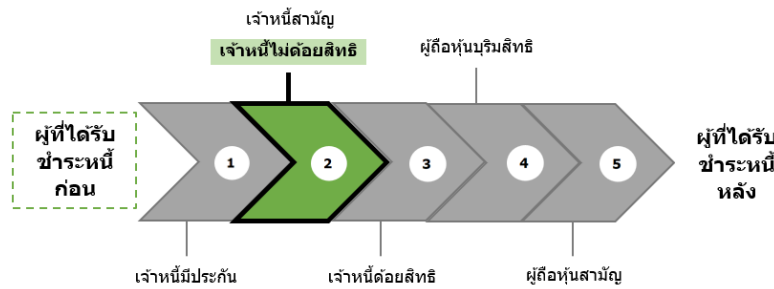 เจ้าหนี้สามัญ
เจ้าหนี้ไม่ด้อยสิทธิ
ผู้ถือหุ้นบุริมสิทธิ
ผู้ที่ได้รับ
ชำระหนี้
ก่อน
1
2
3
4
5
ผู้ที่ได้รับ
ชำระหนี้
หลัง
เจ้าหนี้มีประกัน
เจ้าหนี้ด้อยสิทธิ
ผู้ถือหุ้นสามัญ